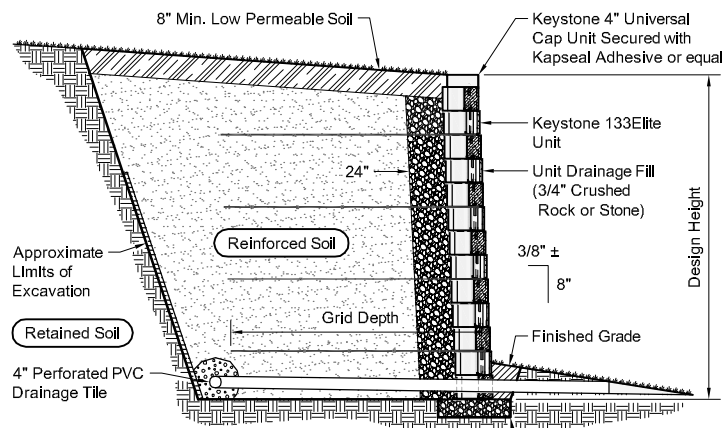 8" Min. Low Permeable Soil
Keystone 4" Universal
Cap Unit Secured with
Kapseal Adhesive or equal
Keystone 133Elite
Unit
24"
Unit Drainage Fill
(3/4" Crushed
Rock or Stone)
Design Height
Reinforced Soil
Approximate
LImits of
Excavation
3/8" ±
8"
Grid Depth
Retained Soil
Finished Grade
4" Perforated PVC
Drainage Tile